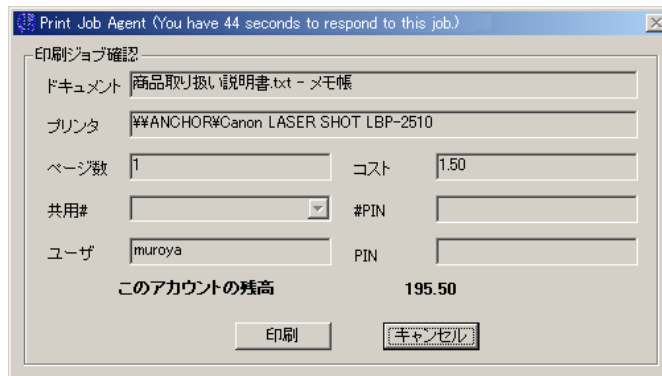 Print Job Agent (You have 44 seconds to respond to this job.)
印刷ジョブ確認
ドキュメント 商品取り扱い説明書.txt - メモ帳
プリンタ ¥¥ANCHOR¥Canon LASER SHOT LBP-2510
ページ数 1 コスト 1.50
共用# #PIN
ユーザ muroya PIN
このアカウントの残高 195.50
印刷 キャンセル